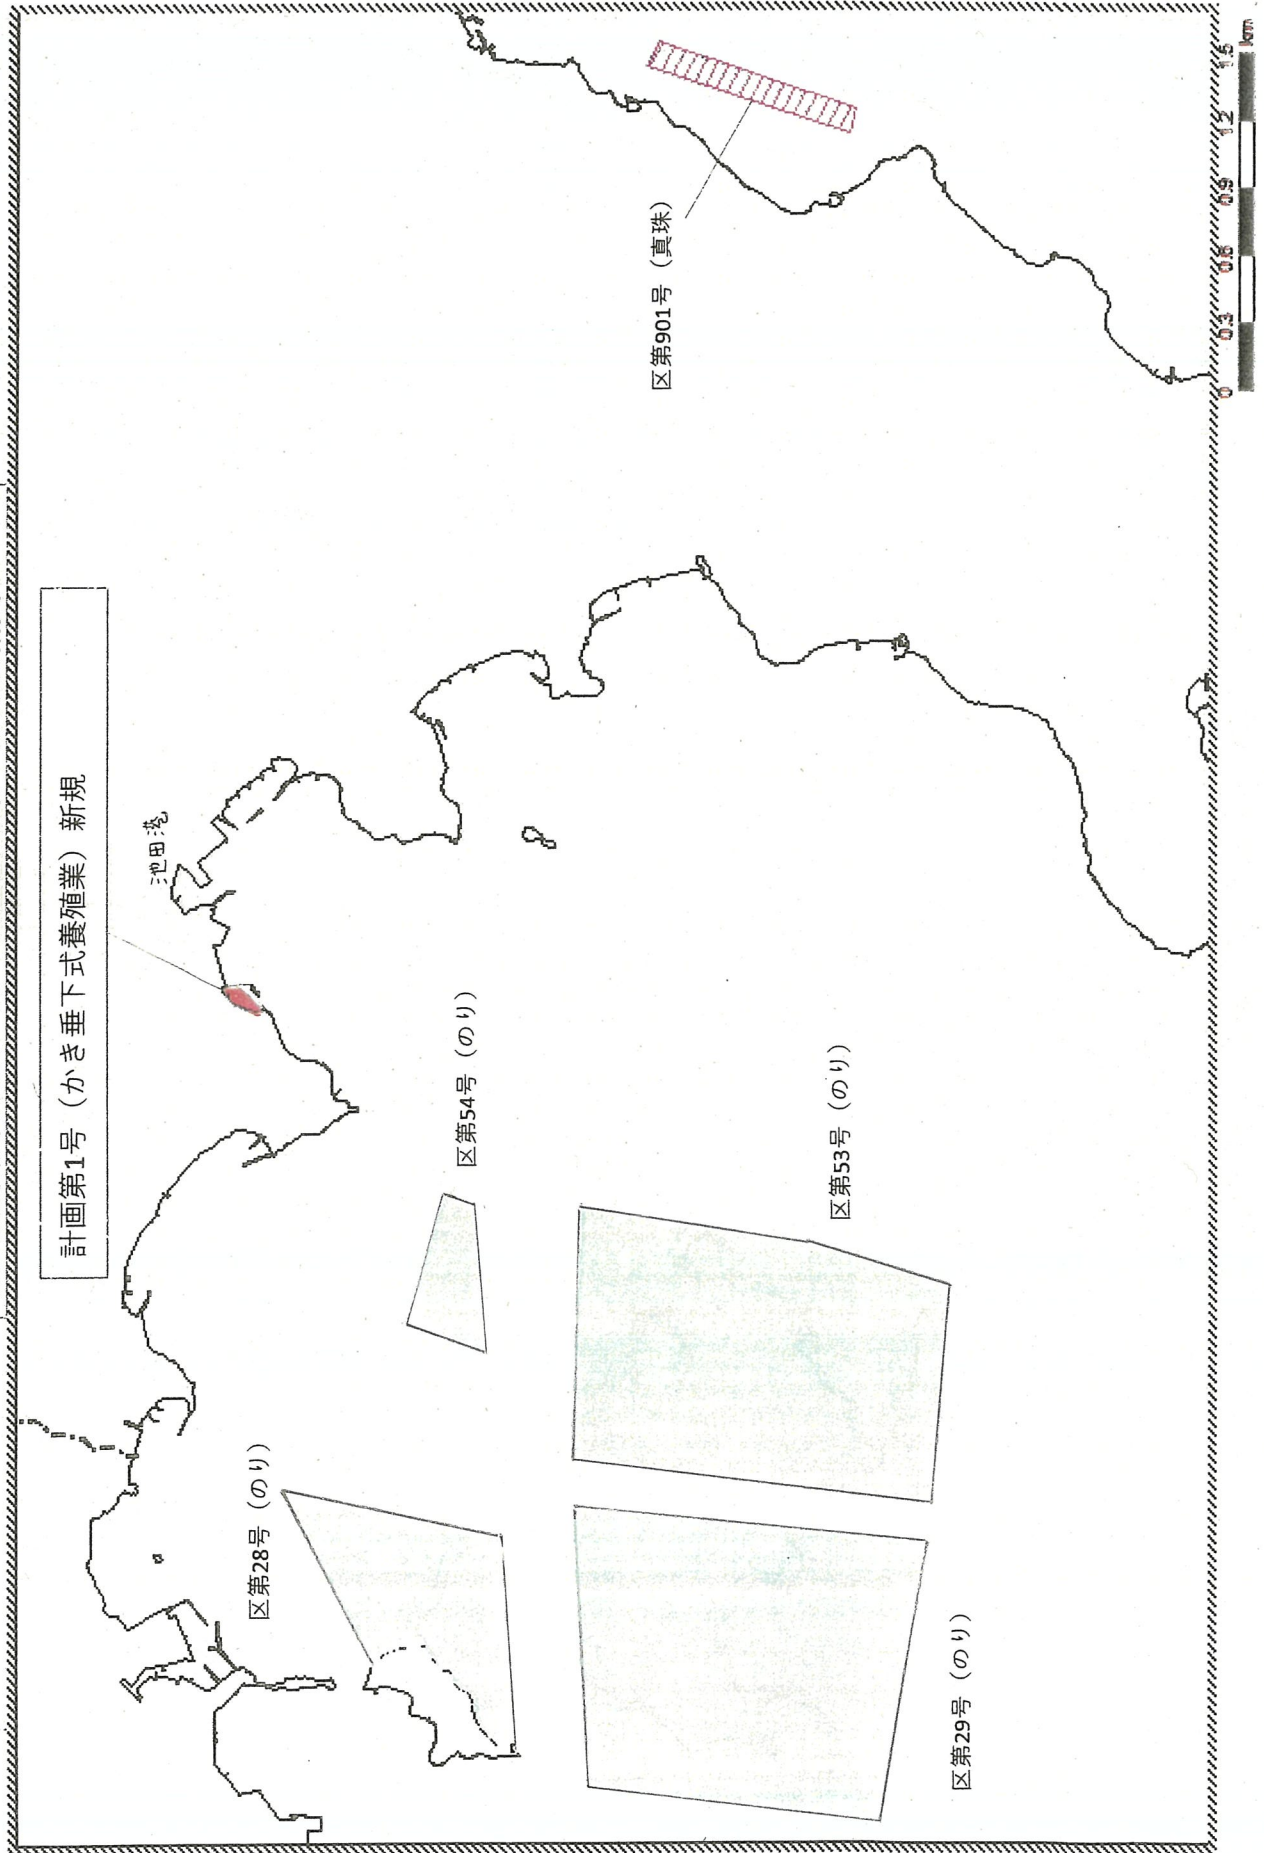 計画第1号（かき垂下式養殖業）新規
池田港
区第28号（のり）
区第54号（のり）
区第901号（真珠）
区第53号（のり）
区第29号（のり）
0 0.3 0.6 0.9 1.2 1.5
km